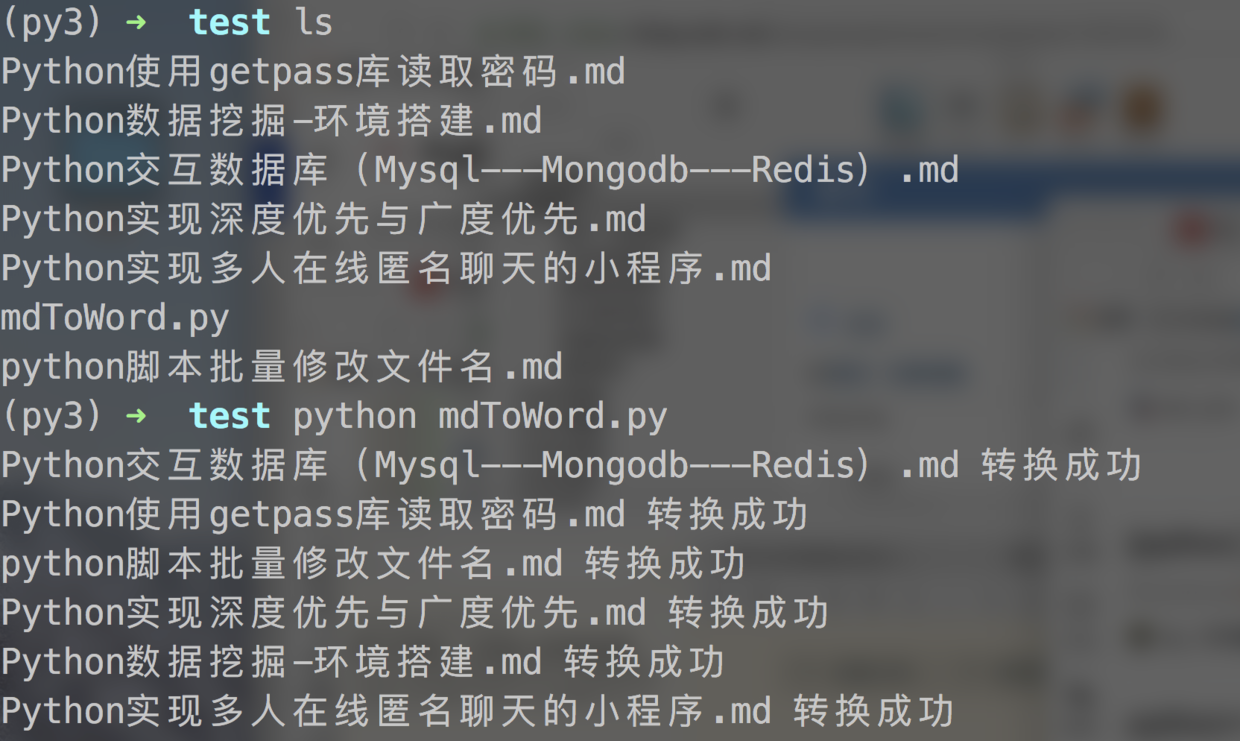 (py3) ➜  test ls
Python使用getpass库读取密码.md
Python数据挖掘-环境搭建.md
Python交互数据库（Mysql---Mongodb---Redis）.md
Python实现深度优先与广度优先.md
Python实现多人在线匿名聊天的小程序.md
mdToWord.py
python脚本批量修改文件名.md
(py3) ➜  test python mdToWord.py
Python交互数据库（Mysql---Mongodb---Redis）.md 转换成功
Python使用getpass库读取密码.md 转换成功
python脚本批量修改文件名.md 转换成功
Python实现深度优先与广度优先.md 转换成功
Python数据挖掘-环境搭建.md 转换成功
Python实现多人在线匿名聊天的小程序.md 转换成功